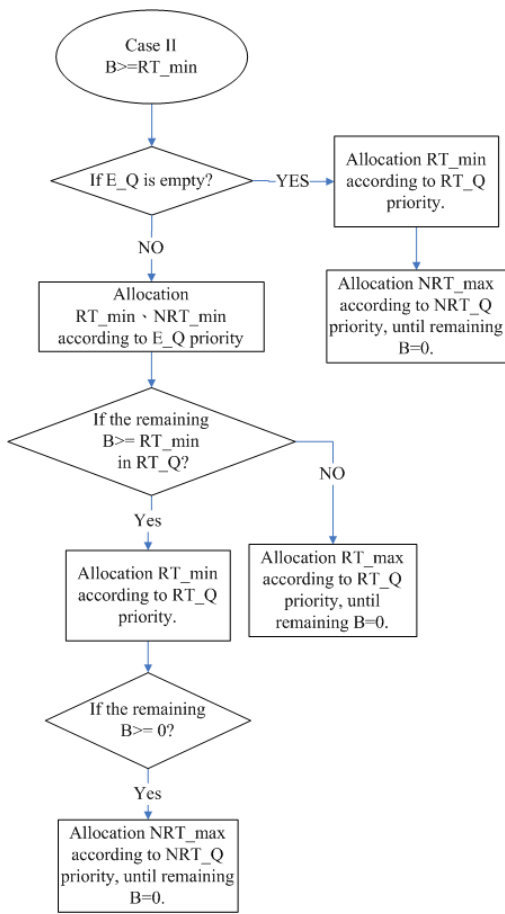 Case II
B>=RT_min
If E_Q is empty?
YES
Allocation RT_min
according to RT_Q
priority.
NO
Allocation
RT_min、NRT_min
according to E_Q priority
Allocation NRT_max
according to NRT_Q
priority, until remaining
B=0.
If the remaining
B>= RT_min
in RT_Q?
NO
Yes
Allocation RT_min
according to RT_Q
priority.
Allocation RT_max
according to RT_Q
priority, until
remaining B=0.
If the remaining
B>= 0?
Yes
Allocation NRT_max
according to NRT_Q
priority, until remaining
B=0.